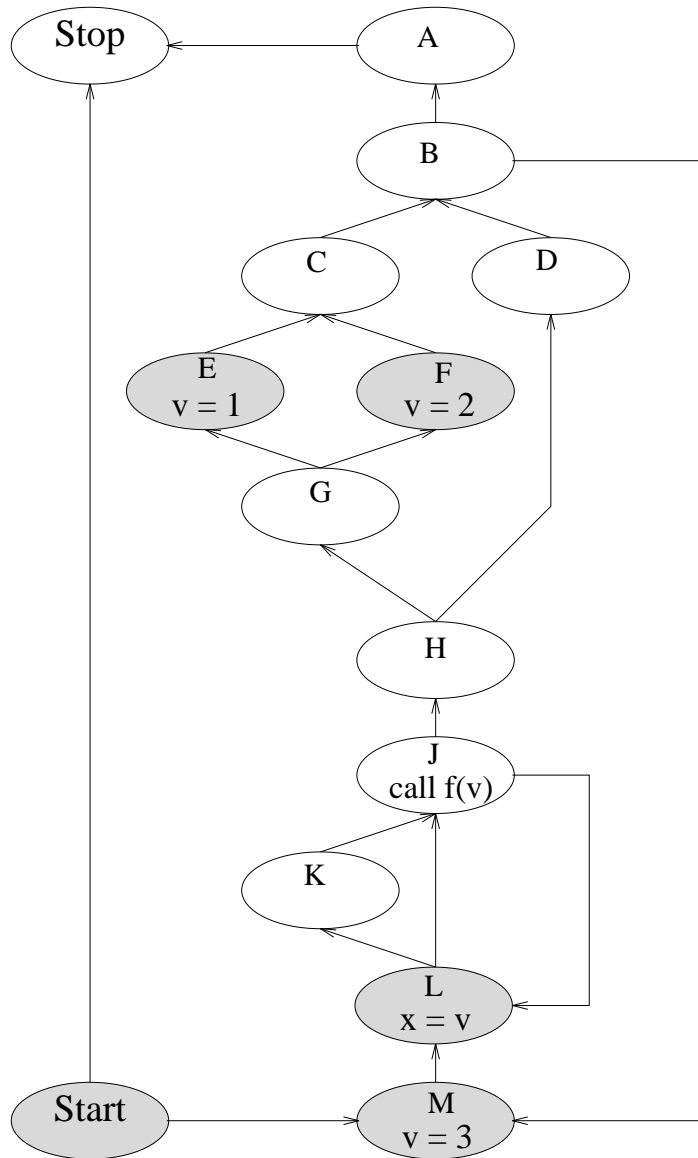 Stop
A
B
C
D
E
v = 1
F
v = 2
G
H
J
call f(v)
K
L
x = v
Start
M
v = 3